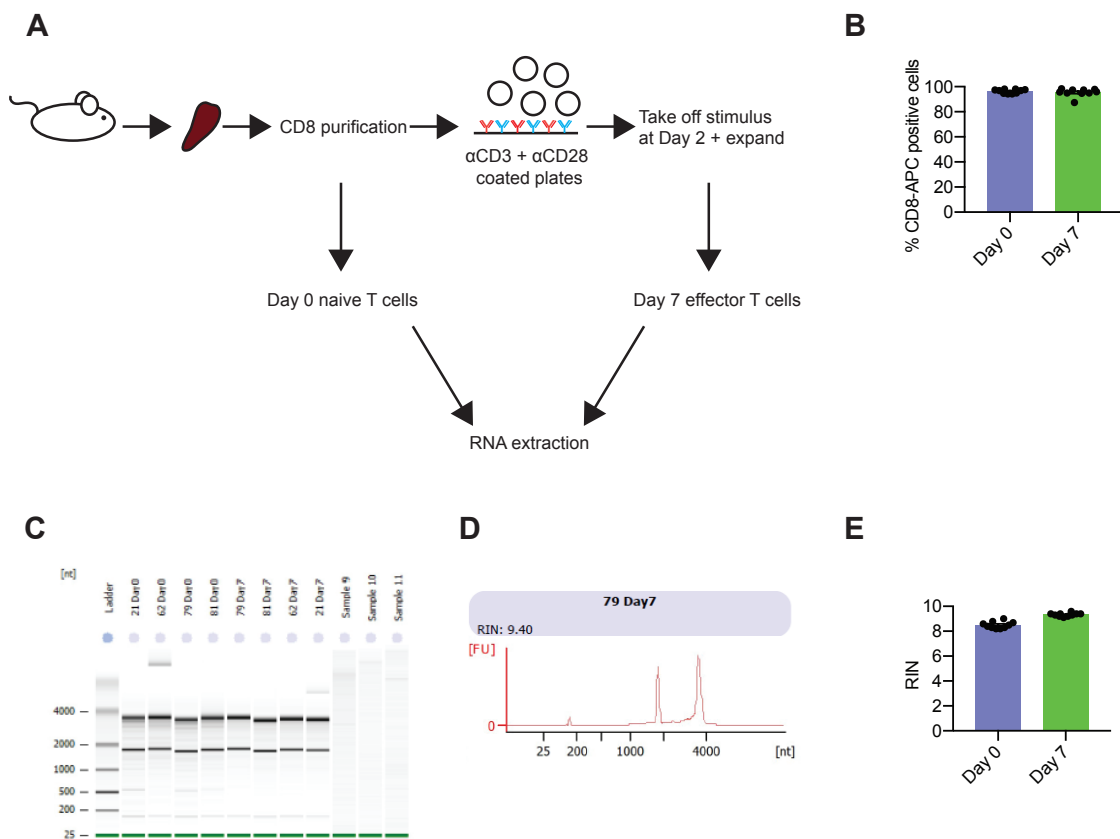 A
CD8 purification
αCD3 + αCD28
coated plates
Take off stimulus
at Day 2 + expand
Day 0 naive T cells
Day 7 effector T cells
RNA extraction
B
% CD8-APC positive cells
100
80
60
40
20
0
Day 0
Day 7
C
[nt]
Ladder
21 Day0
62 Day0
79 Day0
81 Day0
79 Day7
81 Day7
62 Day7
21 Day7
Sample 9
Sample 10
Sample 11
4000
2000
1000
500
200
25
D
79 Day7
RIN: 9.40
[FU]
0
25 200 1000 4000 [nt]
E
RIN
10
8
6
4
2
0
Day 0
Day 7